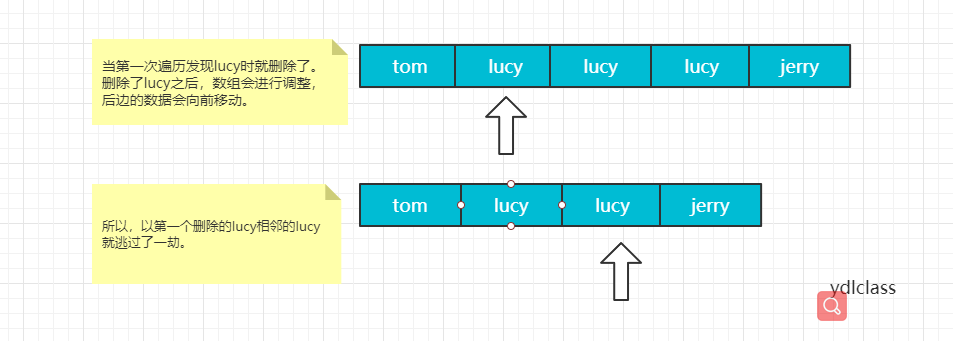 当第一次遍历发现lucy时就删除了。
删除了lucy之后，数组会进行调整，
后边的数据会向前移动。
tom lucy lucy lucy jerry
所以，以第一个删除的lucy相邻的lucy
就逃过了一劫。
tom lucy lucy jerry
ydlclass